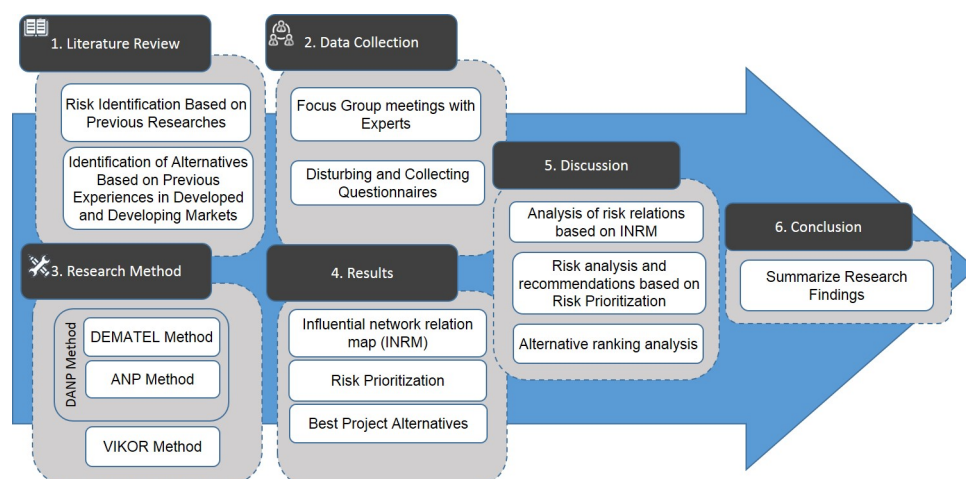 1. Literature Review
Risk Identification Based on
Previous Researches
Identification of Alternatives
Based on Previous
Experiences in Developed
and Developing Markets
2. Data Collection
Focus Group meetings with
Experts
Disturbing and Collecting
Questionnaires
3. Research Method
DANP Method
DEMATEL Method
ANP Method
VIKOR Method
4. Results
Influential network relation
map (INRM)
Risk Prioritization
Best Project Alternatives
5. Discussion
Analysis of risk relations
based on INRM
Risk analysis and
recommendations based on
Risk Prioritization
Alternative ranking analysis
6. Conclusion
Summarize Research
Findings